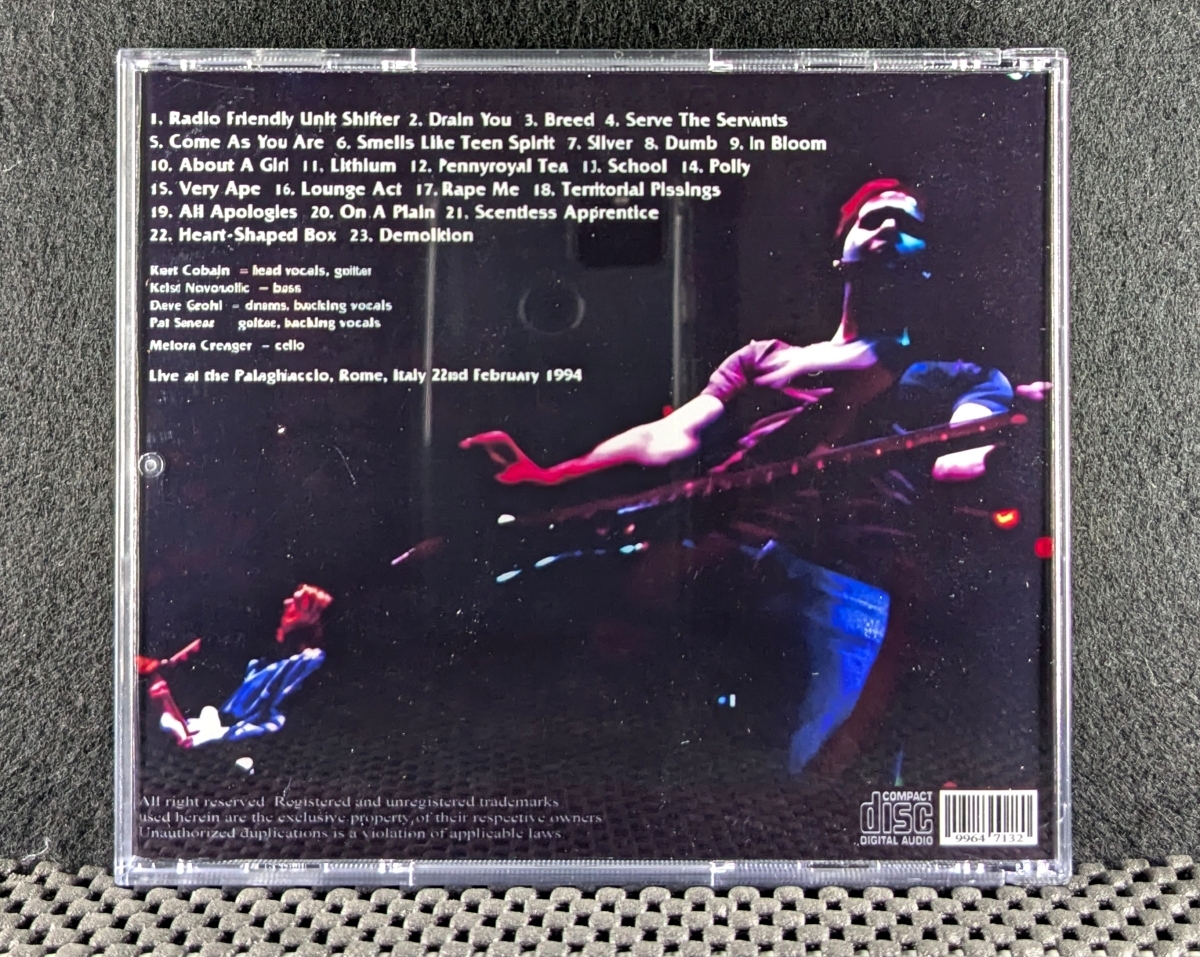 1. Radio Friendly Unit Shifter 2. Drain You 3. Breed 4. Serve The Servants
5. Come As You Are 6. Smells Like Teen Spirit 7. Sliver 8. Dumb 9. In Bloom
10. About A Girl 11. Lithium 12. Pennyroyal Tea 13. School 14. Polly
15. Very Ape 16. Lounge Act 17. Rape Me 18. Territorial Pissings
19. All Apologies 20. On A Plain 21. Scentless Apprentice
22. Heart-Shaped Box 23. Demolition
Kurt Cobain – lead vocals, guitar
– bass
Dave Grohl – drums, backing vocals
Pat guitar, backing vocals
Melora Creager – cello
Live at the Palaghiaccio, Rome, Italy 22nd February 1994
All right reserved Registered and unregistered trademarks
used herein are the exclusive property of their respective owners
Unauthorized duplications is a violation of applicable laws
COMPACT
disc
DIGITAL AUDIO
9964 7132